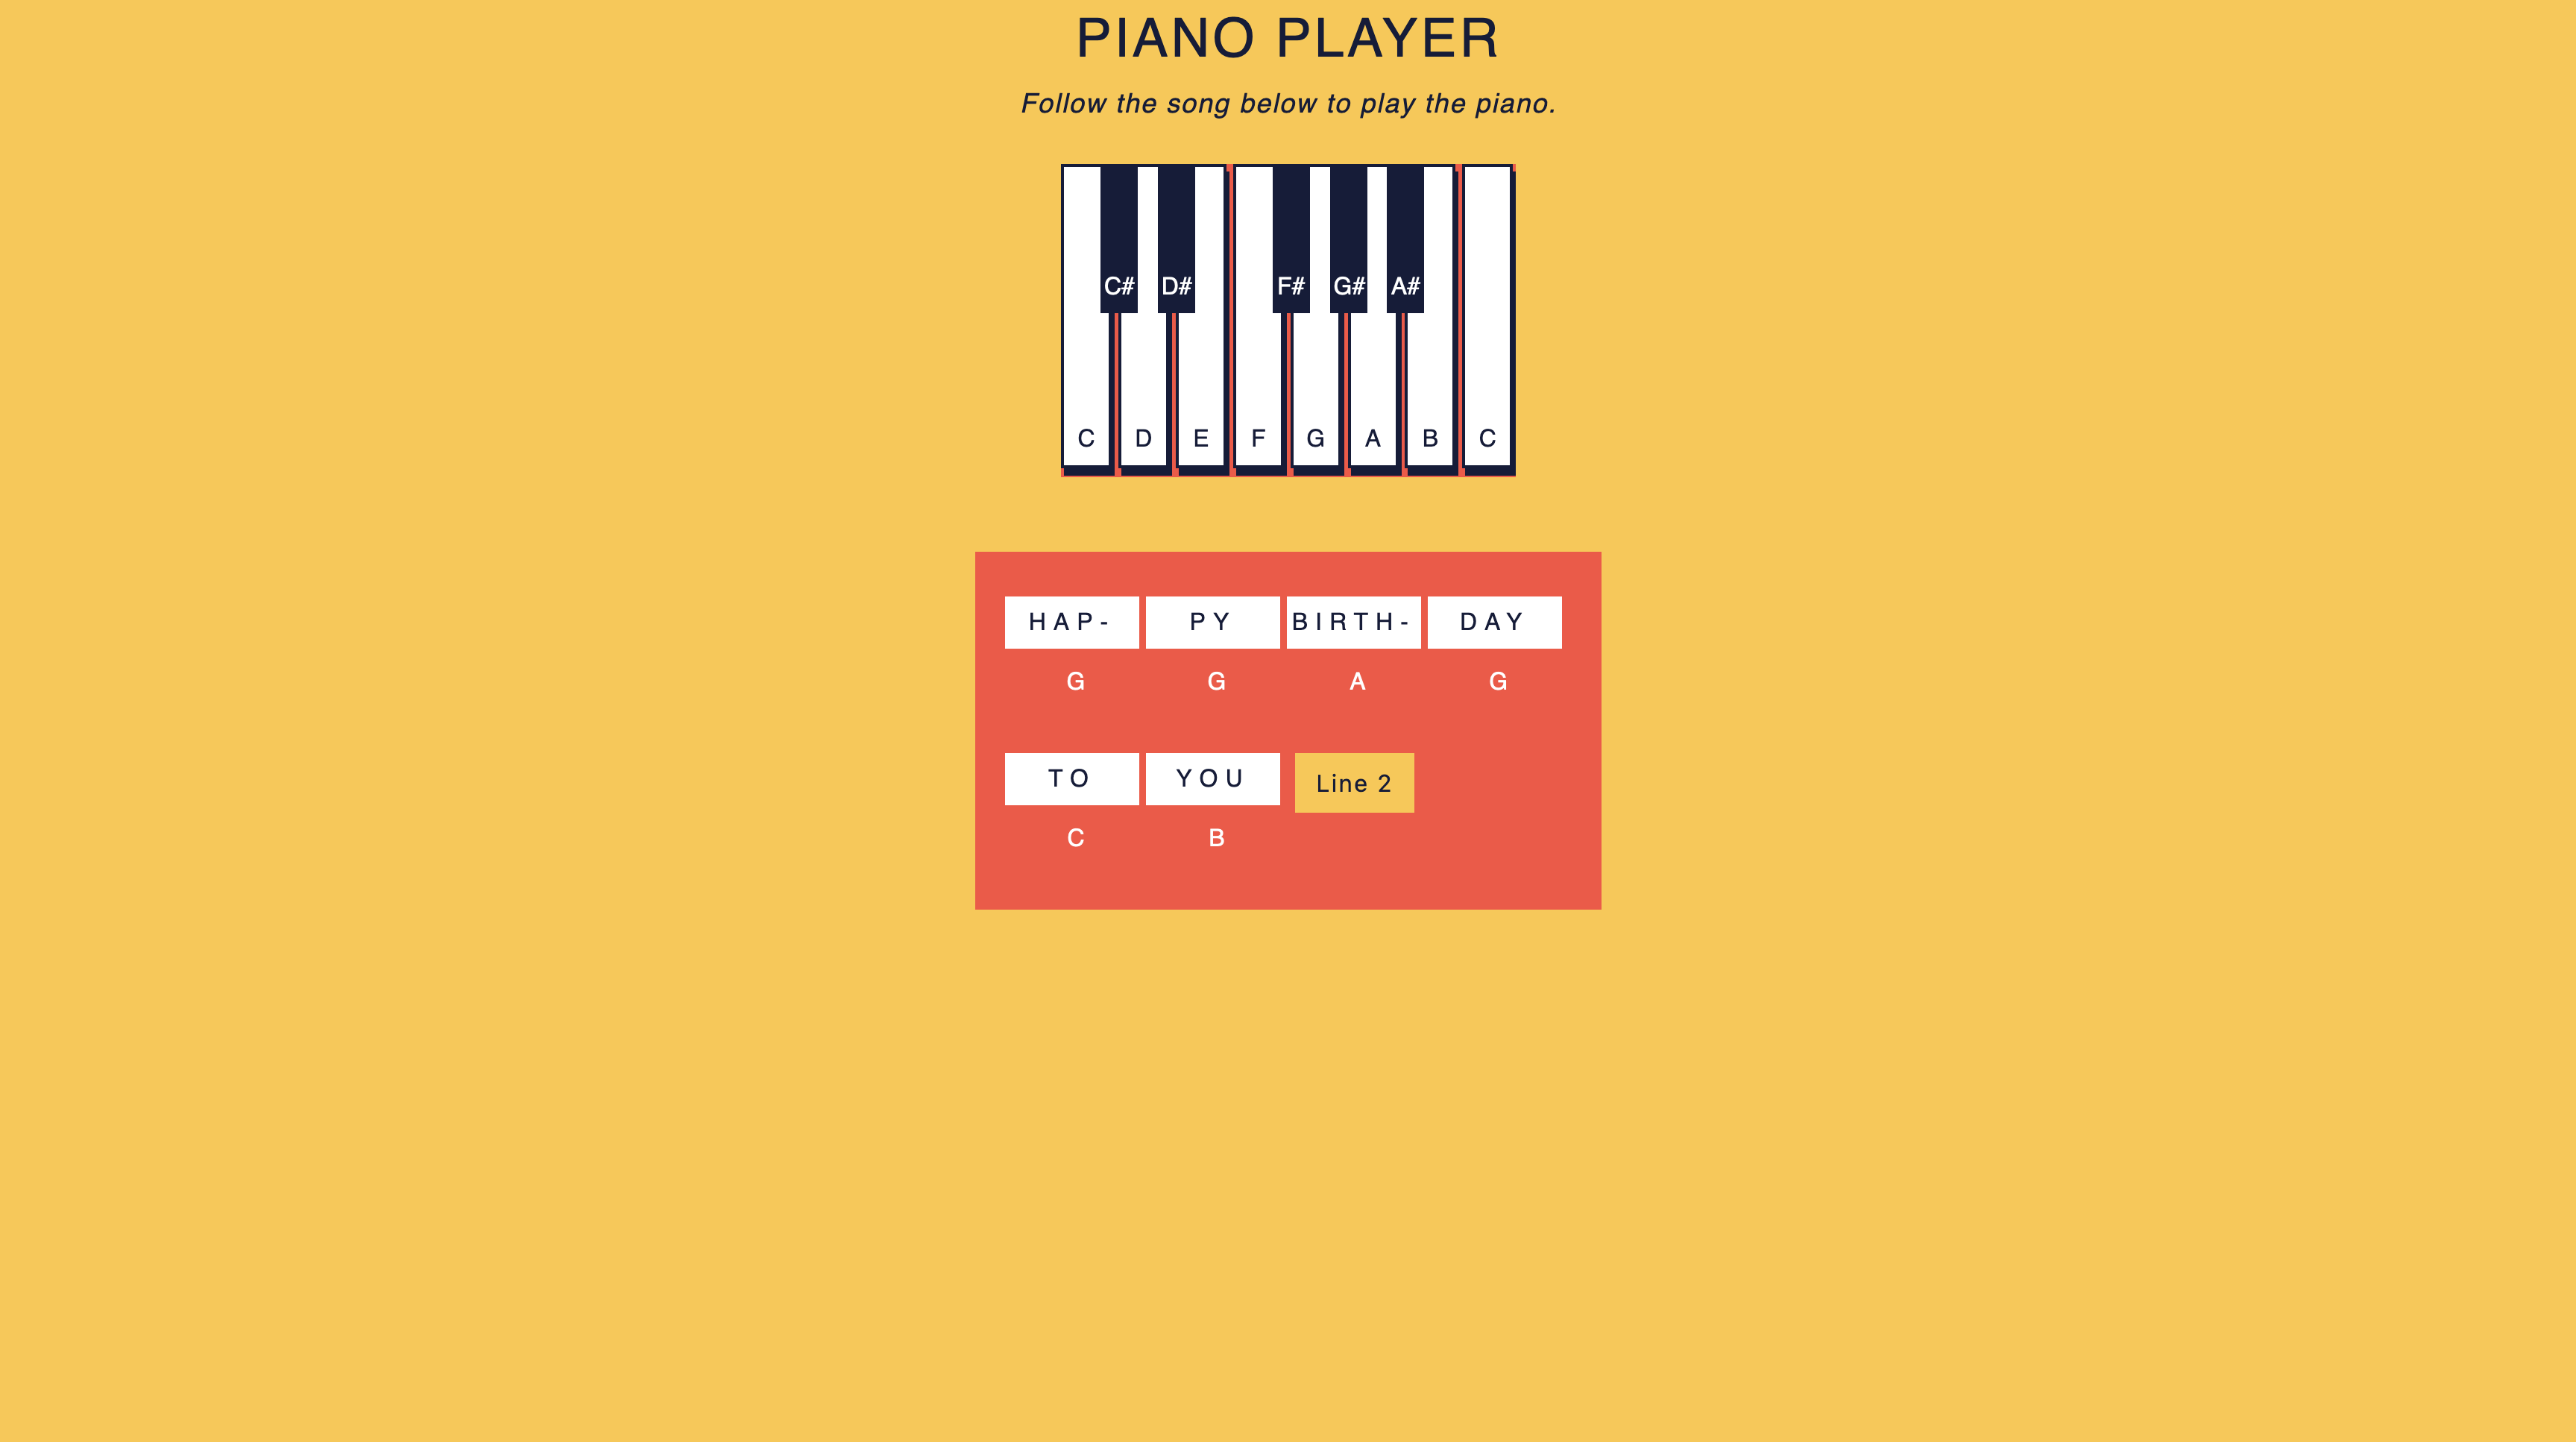 PIANO PLAYER
Follow the song below to play the piano.
C# D# F# G# A#
C D E F G A B C
HAP- PY BIRTH- DAY
G G A G
TO YOU Line 2
C B